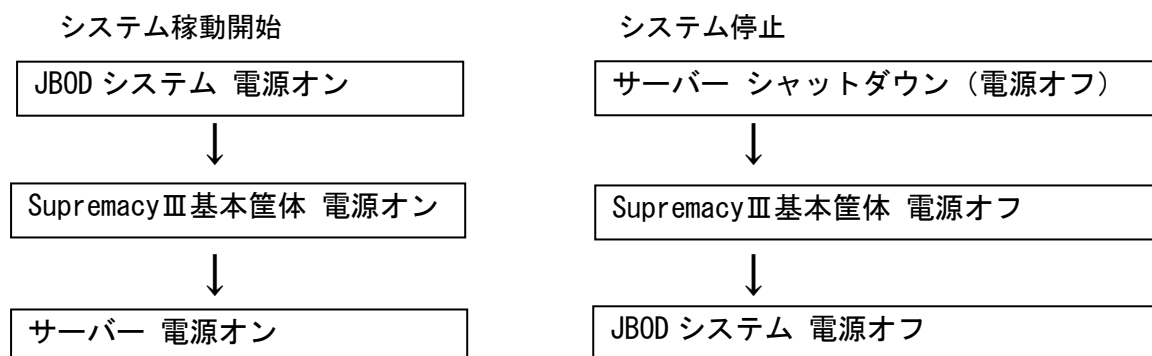 システム稼動開始
JBOD システム 電源オン
↓
SupremacyⅢ基本筐体 電源オン
↓
サーバー 電源オン
システム停止
サーバー シャットダウン（電源オフ）
↓
SupremacyⅢ基本筐体 電源オフ
↓
JBOD システム 電源オフ